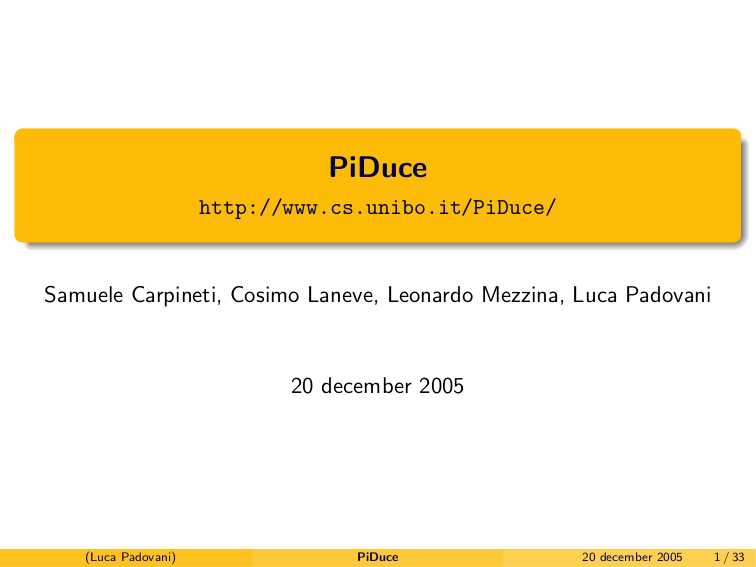 PiDuce
http://www.cs.unibo.it/PiDuce/
Samuele Carpineti, Cosimo Laneve, Leonardo Mezzina, Luca Padovani
20 december 2005
(Luca Padovani) PiDuce 20 december 2005 1 / 33